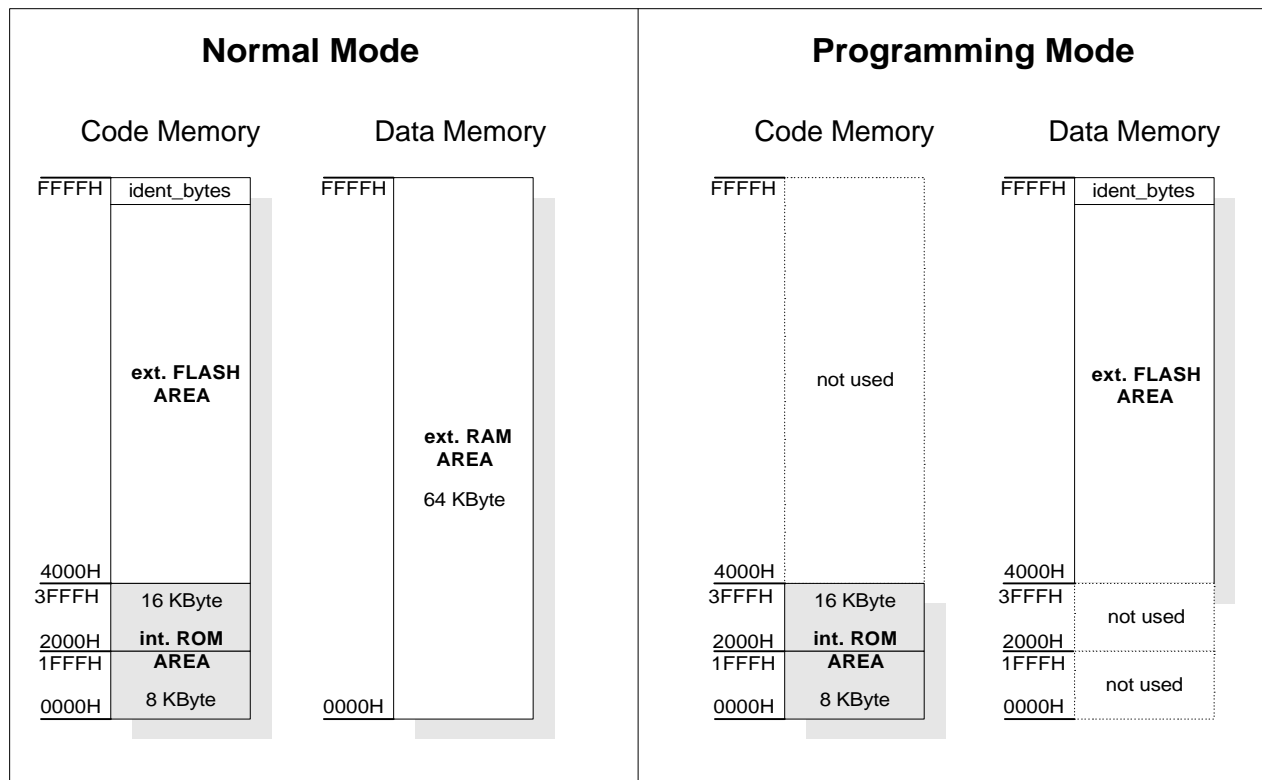 Normal Mode
Code Memory
Data Memory
FFFFH
ident_bytes
ext. FLASH
AREA
4000H
3FFFH
16 KByte
2000H
int. ROM
1FFFH
AREA
0000H
8 KByte
FFFFH
ext. RAM
AREA
64 KByte
0000H
Programming Mode
Code Memory
Data Memory
FFFFH
not used
4000H
3FFFH
16 KByte
2000H
int. ROM
1FFFH
AREA
0000H
8 KByte
FFFFH
ident_bytes
ext. FLASH
AREA
4000H
3FFFH
not used
2000H
1FFFH
not used
0000H